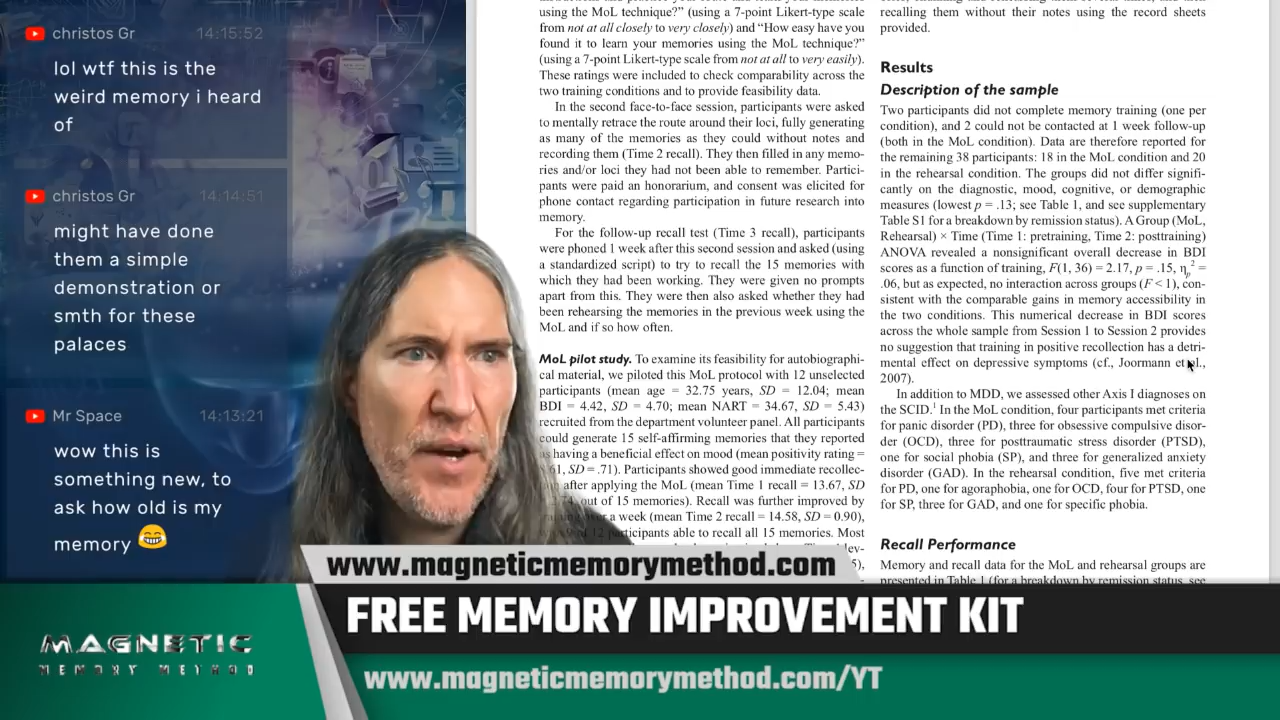 christos Gr 14:15:52
lol wtf this is the
weird memory i heard
of
christos Gr 14:14:51
might have done
them a simple
demonstration or
smth for these
palaces
Mr Space 14:13:21
wow this is
something new, to
ask how old is my
memory 😂
using the MoL technique?” (using a 7-point Likert-type scale
from not at all closely to very closely) and “How easy have you
found it to learn your memories using the MoL technique?”
(using a 7-point Likert-type scale from not at all to very easily).
These ratings were included to check comparability across the
two training conditions and to provide feasibility data.
In the second face-to-face session, participants were asked
to mentally retrace the route around their loci, fully generating
as many of the memories as they could without notes and
recording them (Time 2 recall). They then filled in any memo-
ries and/or loci they had not been able to remember. Partici-
pants were paid an honorarium, and consent was elicited for
phone contact regarding participation in future research into
memory.
For the follow-up recall test (Time 3 recall), participants
were phoned 1 week after this second session and asked (using
a standardized script) to try to recall the 15 memories with
which they had been working. They were given no prompts
apart from this. They were then also asked whether they had
been rehearsing the memories in the previous week using the
MoL and if so how often.
MoL pilot study. To examine its feasibility for autobiographi-
cal material, we piloted this MoL protocol with 12 unselected
participants (mean age = 32.75 years, SD = 12.04; mean
BDI = 4.42, SD = 4.70; mean NART = 34.67, SD = 5.43)
recruited from the department volunteer panel. All participants
could generate 15 self-affirming memories that they reported
as having a beneficial effect on mood (mean positivity rating =
61, SD = .71). Participants showed good immediate recollec-
after applying the MoL (mean Time 1 recall = 13.67, SD
out of 15 memories). Recall was further improved by
over a week (mean Time 2 recall = 14.58, SD = 0.90),
12 participants able to recall all 15 memories. Most
recalling them without their notes using the record sheets
provided.
Results
Description of the sample
Two participants did not complete memory training (one per
condition), and 2 could not be contacted at 1 week follow-up
(both in the MoL condition). Data are therefore reported for
the remaining 38 participants: 18 in the MoL condition and 20
in the rehearsal condition. The groups did not differ signifi-
cantly on the diagnostic, mood, cognitive, or demographic
measures (lowest p = .13; see Table 1, and see supplementary
Table S1 for a breakdown by remission status). A Group (MoL,
Rehearsal) × Time (Time 1: pretraining, Time 2: posttraining)
ANOVA revealed a nonsignificant overall decrease in BDI
scores as a function of training, F(1, 36) = 2.17, p = .15, ηp2 =
.06, but as expected, no interaction across groups (F < 1), con-
sistent with the comparable gains in memory accessibility in
the two conditions. This numerical decrease in BDI scores
across the whole sample from Session 1 to Session 2 provides
no suggestion that training in positive recollection has a detri-
mental effect on depressive symptoms (cf., Joormann et al.,
2007).
In addition to MDD, we assessed other Axis I diagnoses on
the SCID.1 In the MoL condition, four participants met criteria
for panic disorder (PD), three for obsessive compulsive disor-
der (OCD), three for posttraumatic stress disorder (PTSD),
one for social phobia (SP), and three for generalized anxiety
disorder (GAD). In the rehearsal condition, five met criteria
for PD, one for agoraphobia, one for OCD, four for PTSD, one
for SP, three for GAD, and one for specific phobia.
Recall Performance
Memory and recall data for the MoL and rehearsal groups are
presented in Table 1 (for a breakdown by remission status, see
www.magneticmemorymethod.com
FREE MEMORY IMPROVEMENT KIT
www.magneticmemorymethod.com/YT
MAGNETIC
MEMORY METHOD